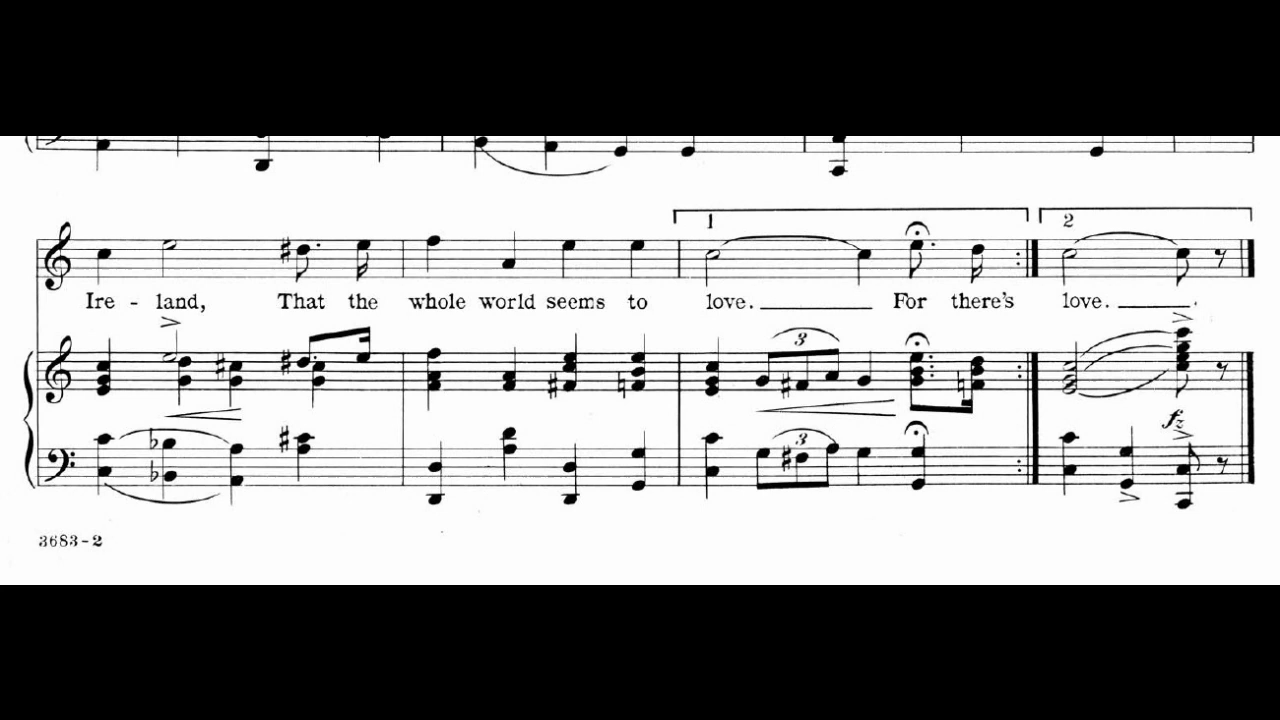 1 2
Ire - land, That the whole world seems to love. For there's love.
3
fz
3
3683-2